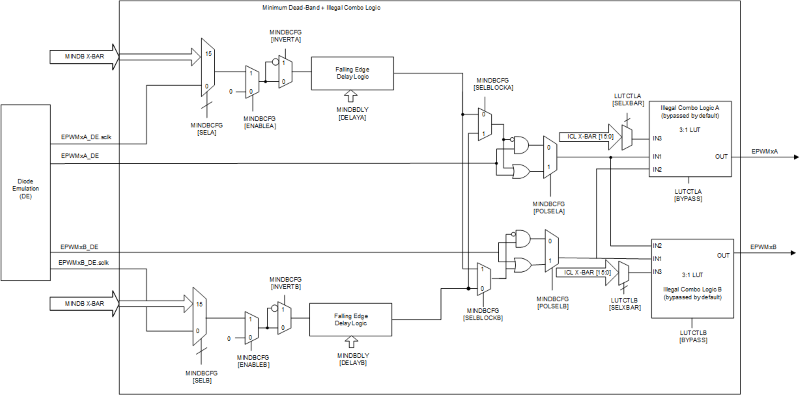 Minimum Dead-Band + Illegal Combo Logic
MINDB X-BAR
15
0
MINDBCFG
[SELA]
0
1
0
MINDBCFG
[ENABLEA]
MINDBCFG
[INVERTA]
1
0
Falling Edge
Delay Logic
MINDBDLY
[DELAYA]
MINDBCFG
[SELBLOCKA]
0
1
0
1
MINDBCFG
[POLSELA]
LUTCTLA
[SELXBAR]
ICL X-BAR [15:0]
Illegal Combo Logic A
(bypassed by default)
3:1 LUT
IN3
IN1
IN2
OUT
EPWMxA
LUTCTLA
[BYPASS]
Diode
Emulation
(DE)
EPWMxA_DE.sclk
EPWMxA_DE
EPWMxB_DE
EPWMxB_DE.sclk
MINDB X-BAR
15
0
MINDBCFG
[SELB]
0
1
0
MINDBCFG
[ENABLEB]
MINDBCFG
[INVERTB]
1
0
Falling Edge
Delay Logic
MINDBDLY
[DELAYB]
1
0
MINDBCFG
[SELBLOCKB]
0
1
MINDBCFG
[POLSELB]
ICL X-BAR [15:0]
LUTCTLB
[SELXBAR]
IN2
IN1
IN3
OUT
EPWMxB
3:1 LUT
Illegal Combo Logic B
(bypassed by default)
LUTCTLB
[BYPASS]